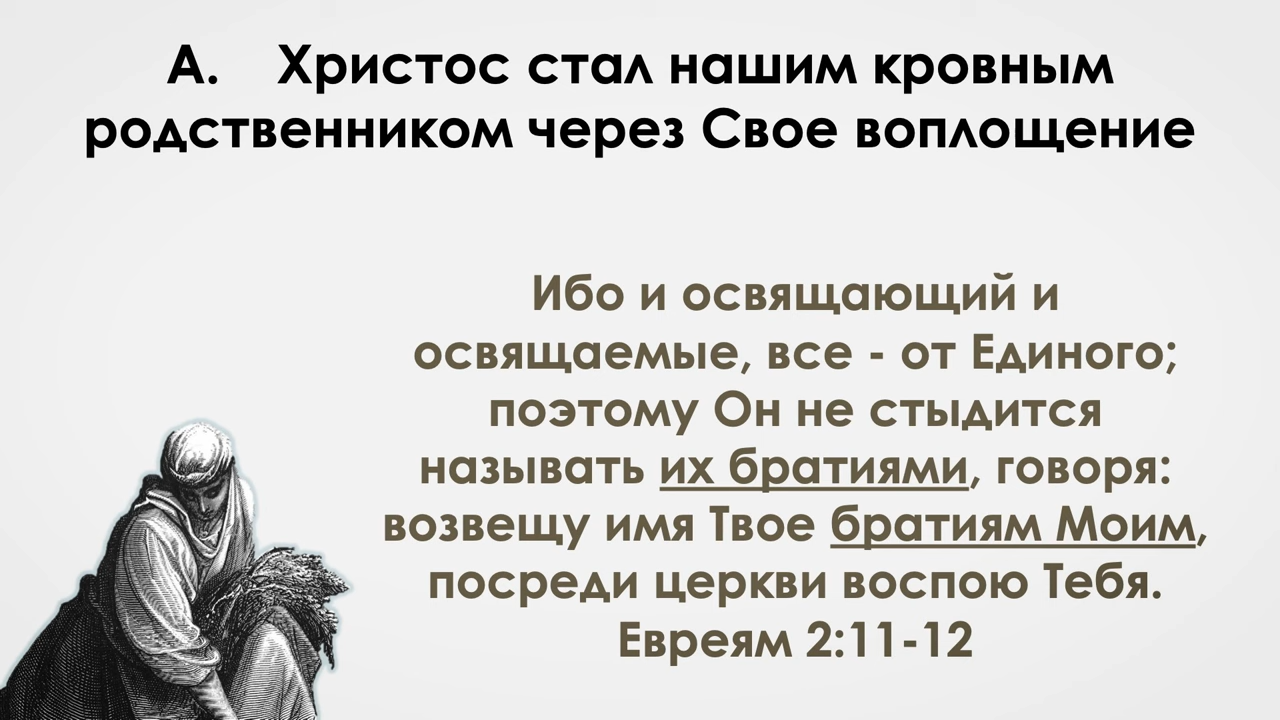 А. Христос стал нашим кровным
родственником через Свое воплощение
Ибо и освящающий и
освящаемые, все - от Единого;
поэтому Он не стыдится
называть их братиями, говоря:
возвещу имя Твое братиям Моим,
посреди церкви воспою Тебя.
Евреям 2:11-12